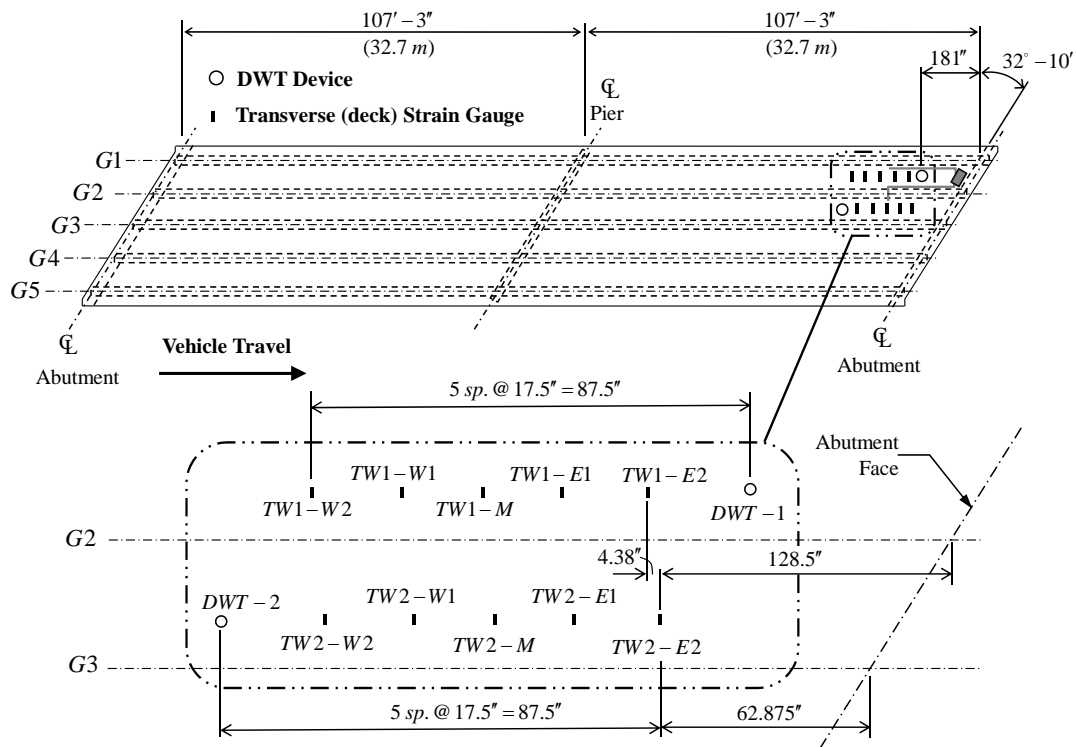 107′ – 3″
107′ – 3″
(32.7 m)
(32.7 m)
32° – 10′
181″
DWT Device
Transverse (deck) Strain Gauge
℄
Pier
G1
G2
G3
G4
G5
℄
Abutment
Vehicle Travel
℄
Abutment
5 sp. @ 17.5″ = 87.5″
Abutment
Face
TW1 – W1
TW1 – E1
TW1 – E2
TW1 – W2
TW1 – M
DWT – 1
G2
4.38″
128.5″
DWT – 2
TW2 – W1
TW2 – E1
TW2 – W2
TW2 – M
TW2 – E2
G3
5 sp. @ 17.5″ = 87.5″
62.875″